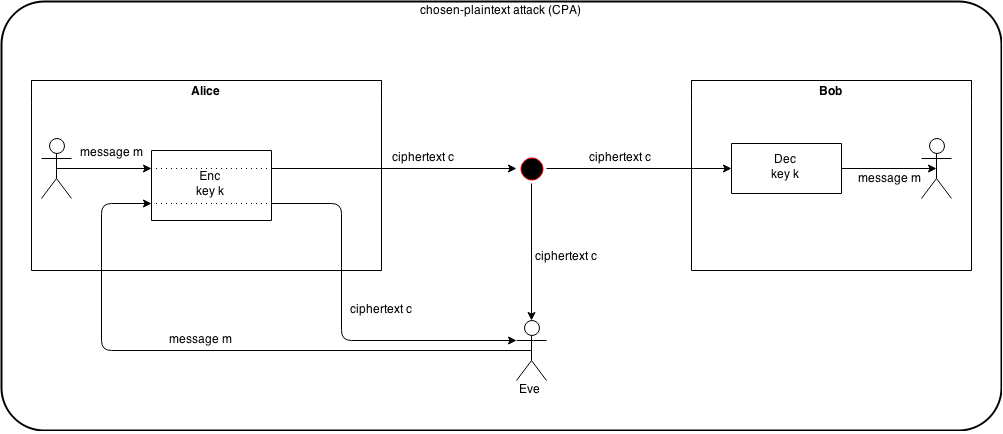 chosen-plaintext attack (CPA)
Alice
Bob
message m
Enc
key k
ciphertext c
ciphertext c
Dec
key k
message m
ciphertext c
ciphertext c
message m
Eve